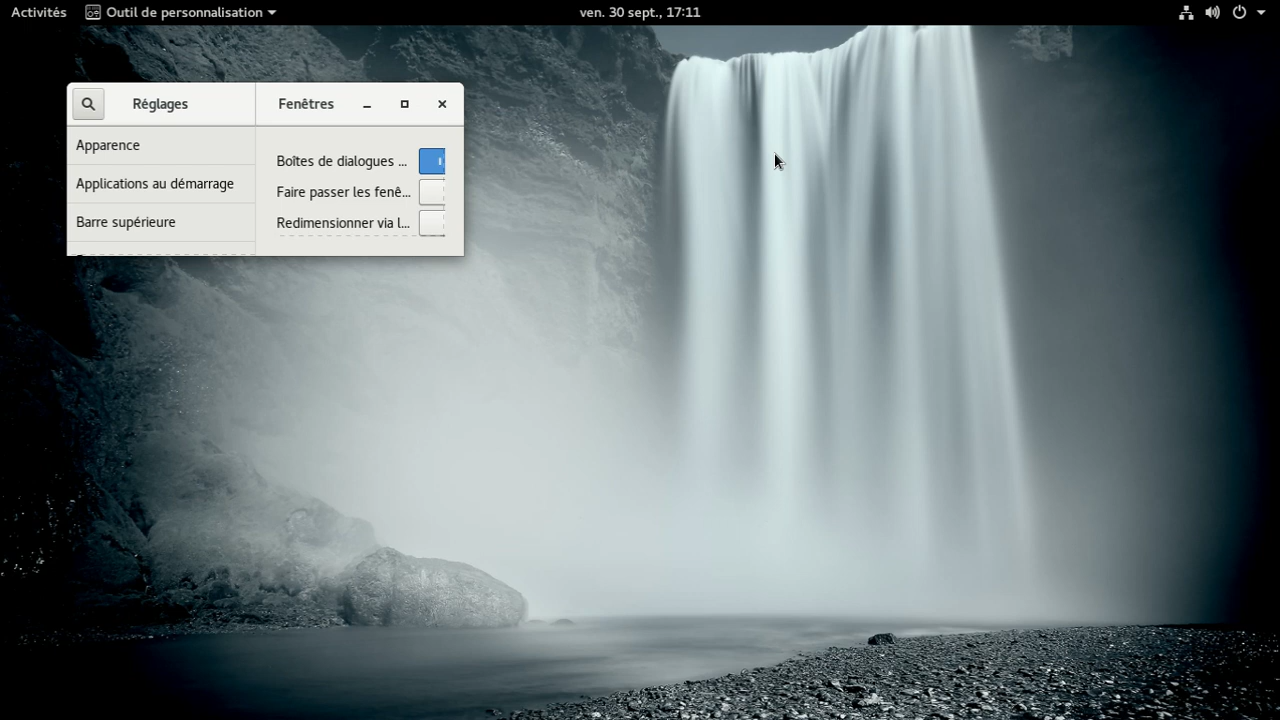 Activités
Outil de personnalisation
ven. 30 sept., 17:11
Réglages
Fenêtres
Apparence
Applications au démarrage
Barre supérieure
Boîtes de dialogues ...
Faire passer les fenê...
Redimensionner via l...